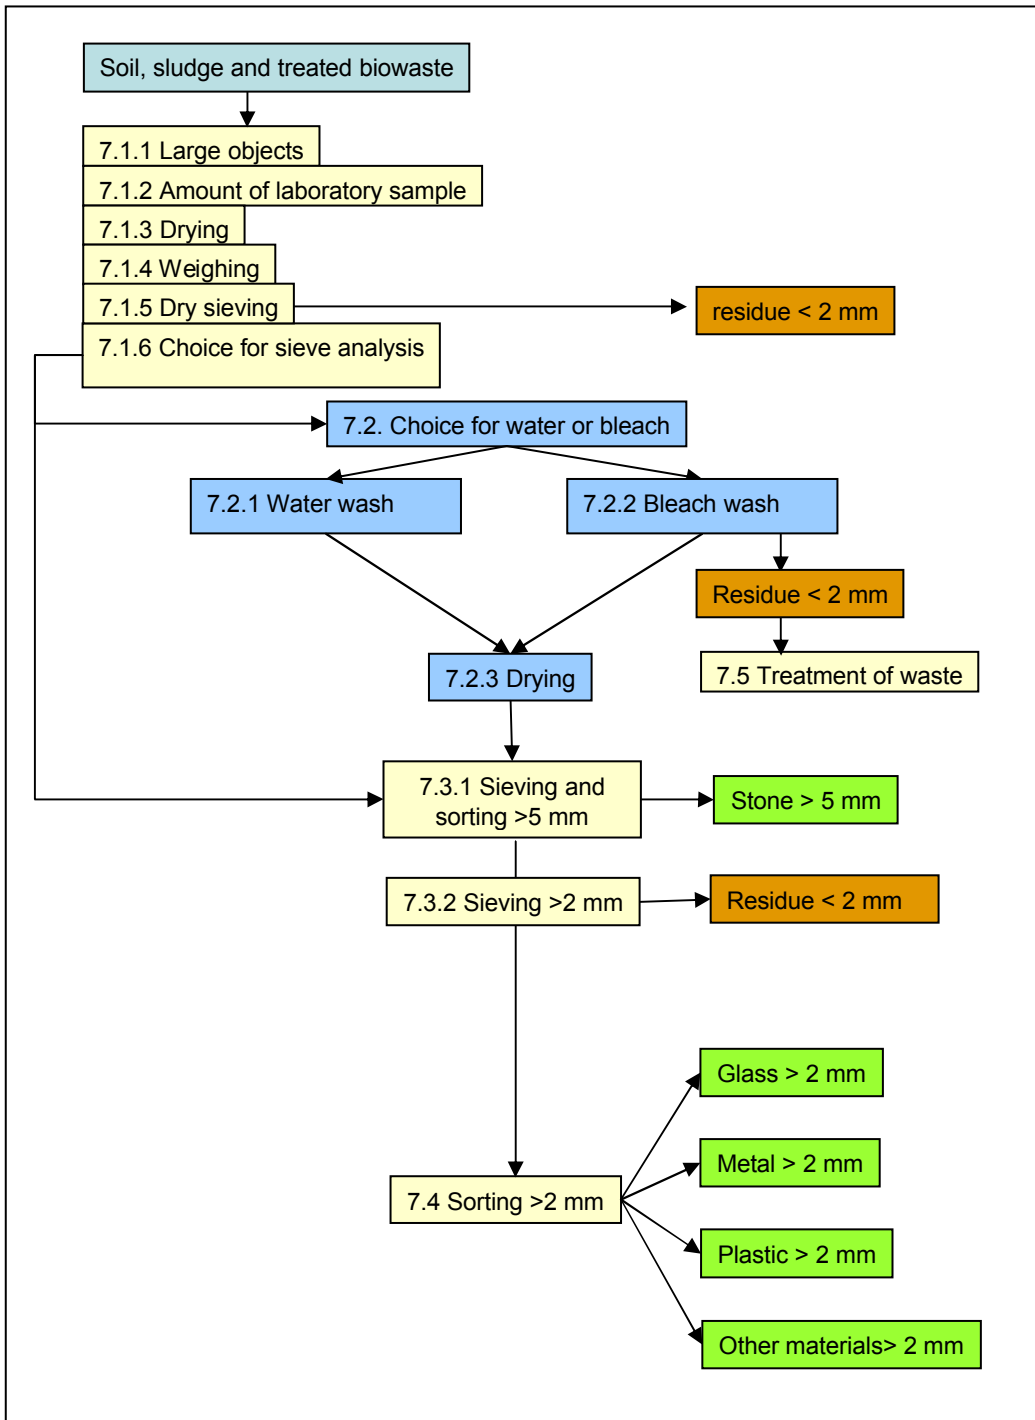 Soil, sludge and treated biowaste
7.1.1 Large objects
7.1.2 Amount of laboratory sample
7.1.3 Drying
7.1.4 Weighing
7.1.5 Dry sieving
residue < 2 mm
7.1.6 Choice for sieve analysis
7.2. Choice for water or bleach
7.2.1 Water wash
7.2.2 Bleach wash
Residue < 2 mm
7.2.3 Drying
7.5 Treatment of waste
7.3.1 Sieving and
sorting >5 mm
Stone > 5 mm
7.3.2 Sieving >2 mm
Residue < 2 mm
Glass > 2 mm
Metal > 2 mm
7.4 Sorting >2 mm
Plastic > 2 mm
Other materials> 2 mm